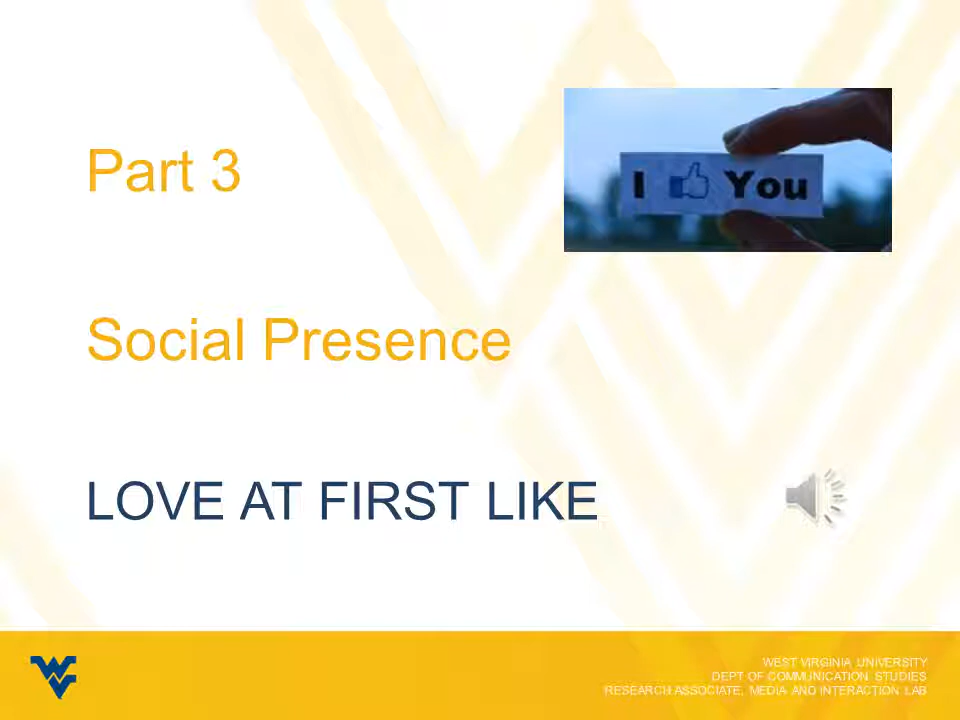 Part 3
I You
Social Presence
LOVE AT FIRST LIKE
WEST VIRGINIA UNIVERSITY
DEPT OF COMMUNICATION STUDIES
RESEARCH ASSOCIATE, MEDIA AND INTERACTION LAB